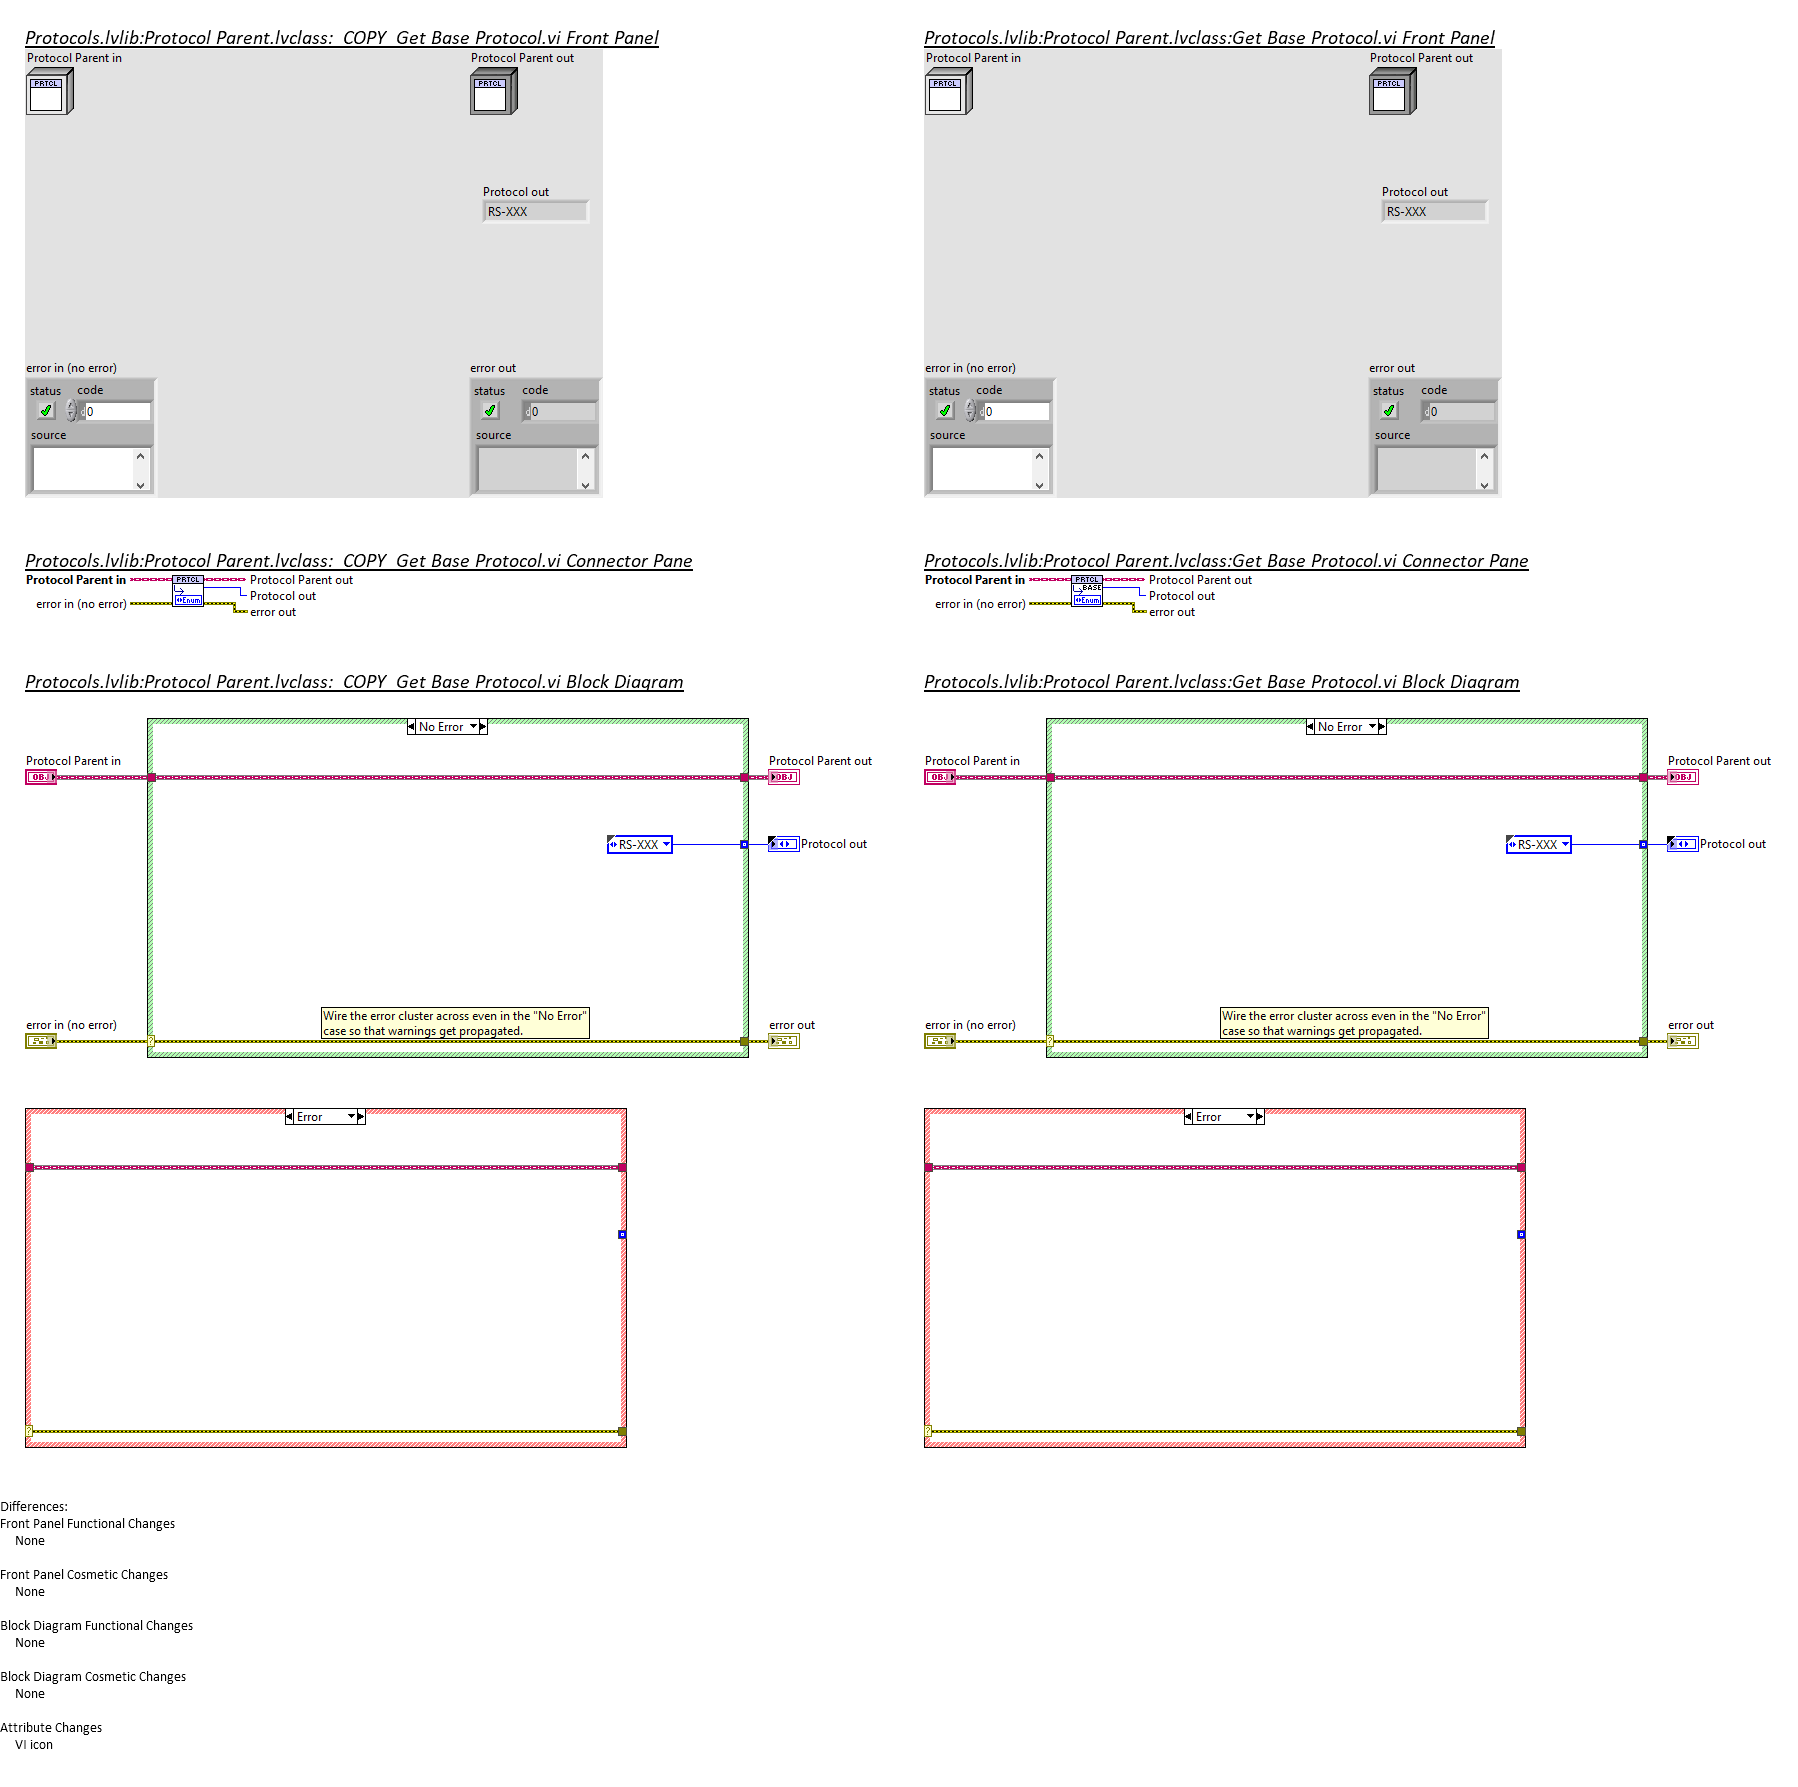 Protocols.lvlib:Protocol Parent.lvclass:_COPY_Get Base Protocol.vi Front Panel
Protocol Parent in
Protocol Parent out
PRTCL
PRTCL
Protocol out
RS-XXX
error in (no error)
error out
status code
status code
d 0
d 0
source
source
Protocols.lvlib:Protocol Parent.lvclass:Get Base Protocol.vi Front Panel
Protocol Parent in
Protocol Parent out
PRTCL
PRTCL
Protocol out
RS-XXX
error in (no error)
error out
status code
status code
d 0
d 0
source
source
Protocols.lvlib:Protocol Parent.lvclass:_COPY_Get Base Protocol.vi Connector Pane
Protocol Parent in
PRTCL
Protocol Parent out
Protocol out
error in (no error)
Enum
error out
Protocols.lvlib:Protocol Parent.lvclass:Get Base Protocol.vi Connector Pane
Protocol Parent in
PRTCL
Protocol Parent out
BASE
Protocol out
error in (no error)
Enum
error out
Protocols.lvlib:Protocol Parent.lvclass:_COPY_Get Base Protocol.vi Block Diagram
No Error
Protocol Parent in
OBJ
Protocol Parent out
OBJ
RS-XXX
Protocol out
Wire the error cluster across even in the "No Error"
case so that warnings get propagated.
error in (no error)
?
error out
Error
?
Protocols.lvlib:Protocol Parent.lvclass:Get Base Protocol.vi Block Diagram
No Error
Protocol Parent in
OBJ
Protocol Parent out
OBJ
RS-XXX
Protocol out
Wire the error cluster across even in the "No Error"
case so that warnings get propagated.
error in (no error)
?
error out
Error
?
Differences:
Front Panel Functional Changes
None
Front Panel Cosmetic Changes
None
Block Diagram Functional Changes
None
Block Diagram Cosmetic Changes
None
Attribute Changes
VI icon